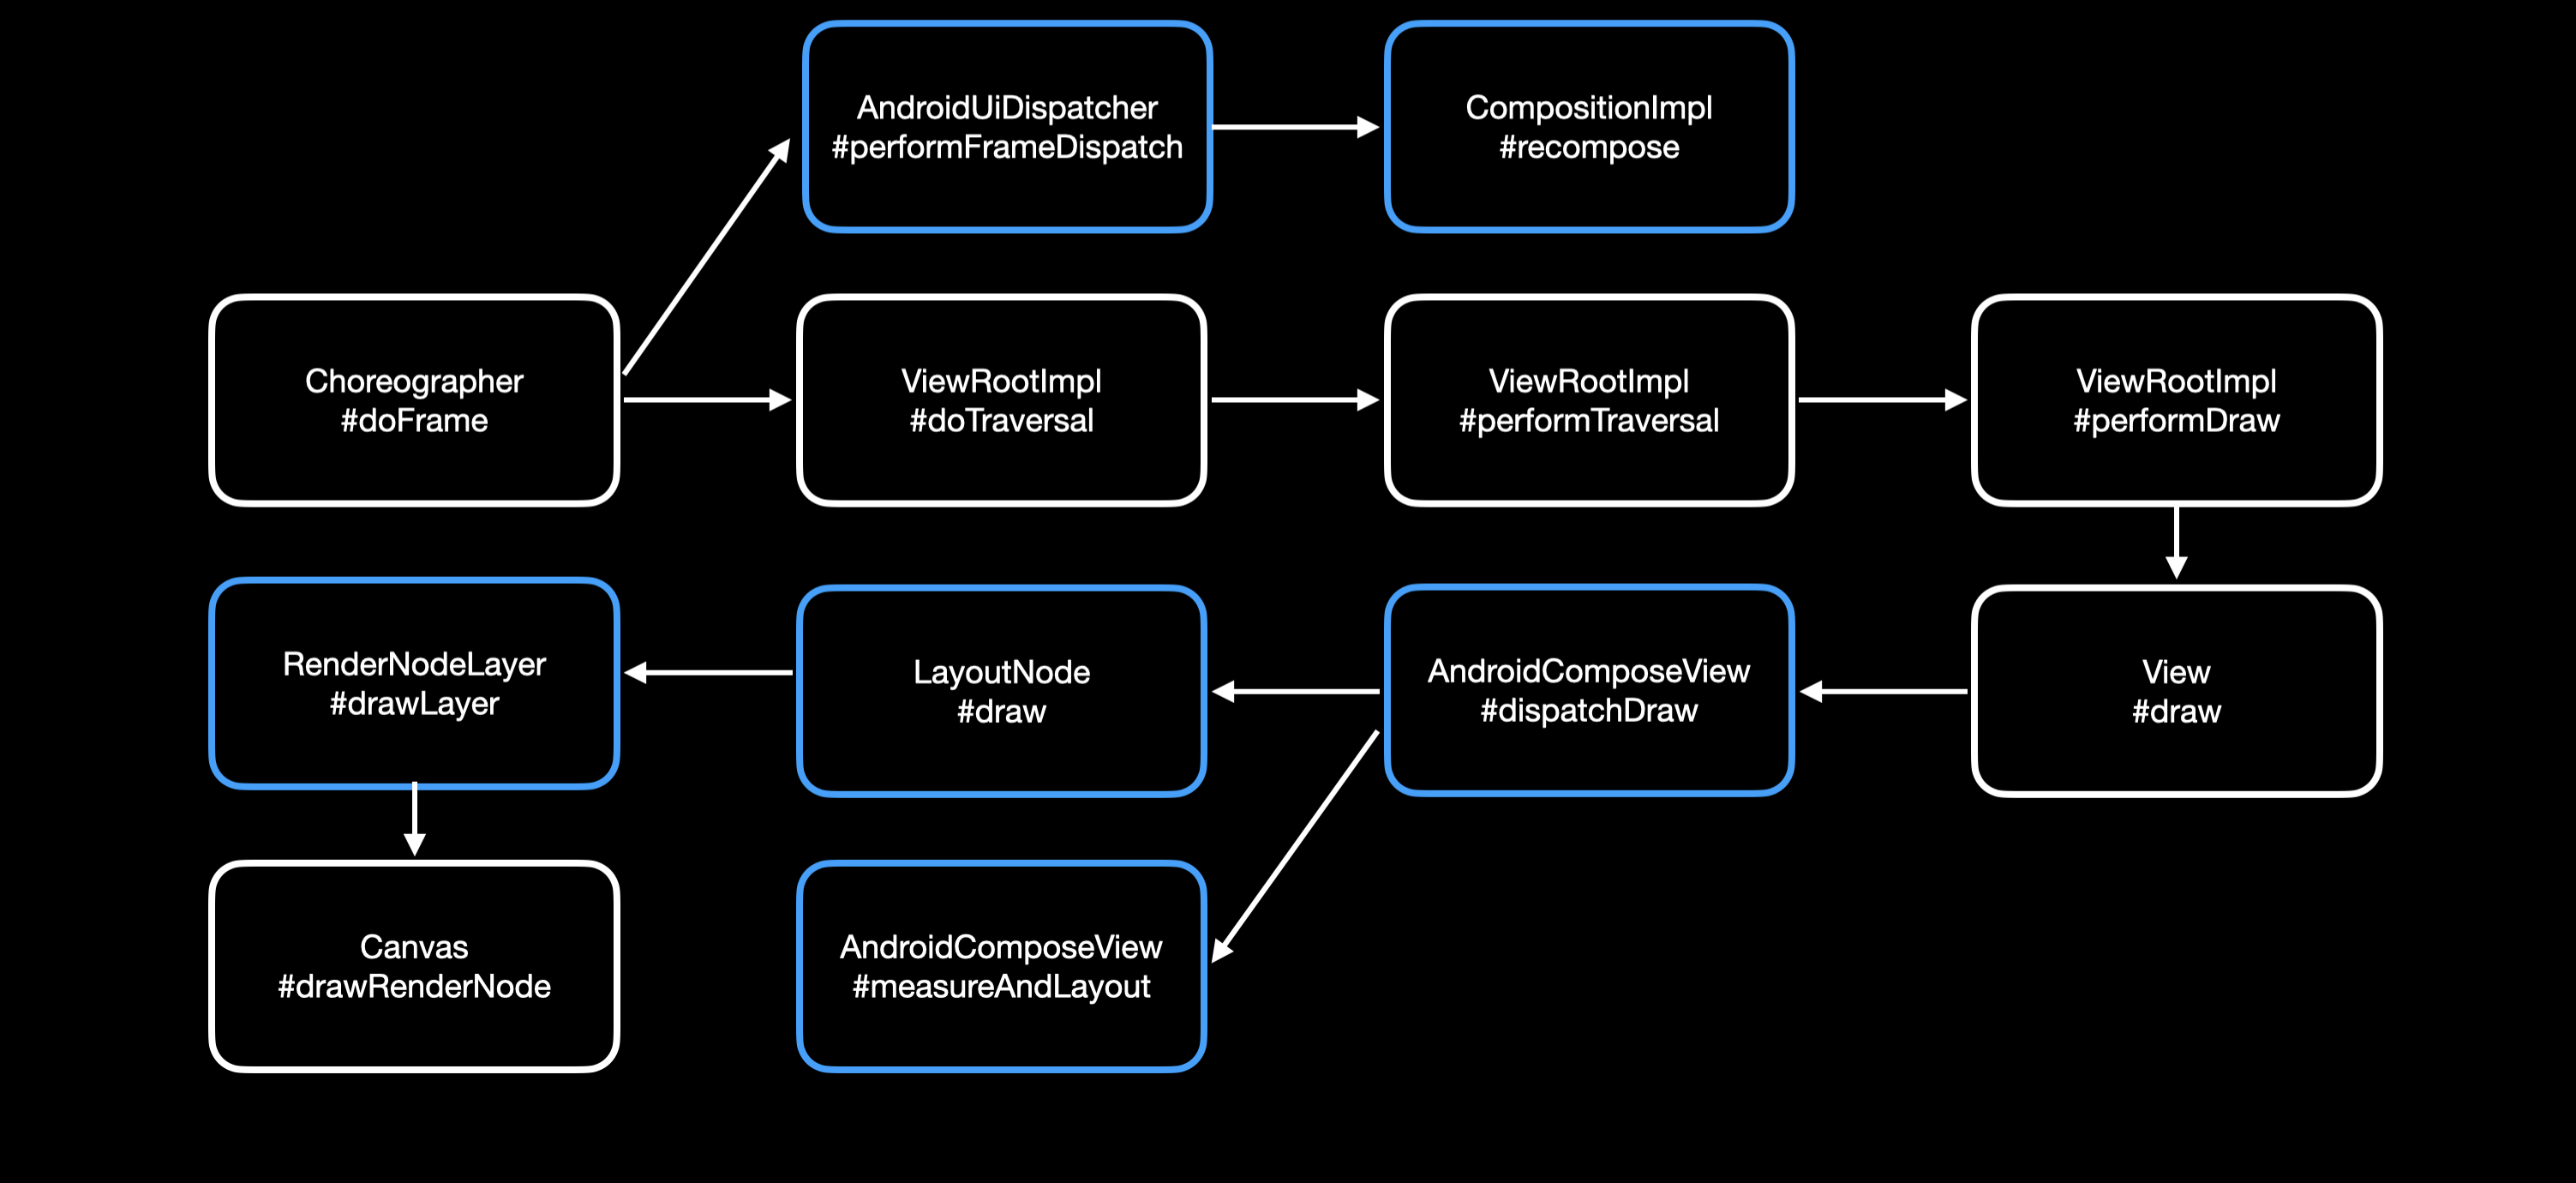 AndroidUiDispatcher
#performFrameDispatch
CompositionImpl
#recompose
Choreographer
#doFrame
ViewRootImpl
#doTraversal
ViewRootImpl
#performTraversal
ViewRootImpl
#performDraw
RenderNodeLayer
#drawLayer
LayoutNode
#draw
AndroidComposeView
#dispatchDraw
View
#draw
Canvas
#drawRenderNode
AndroidComposeView
#measureAndLayout